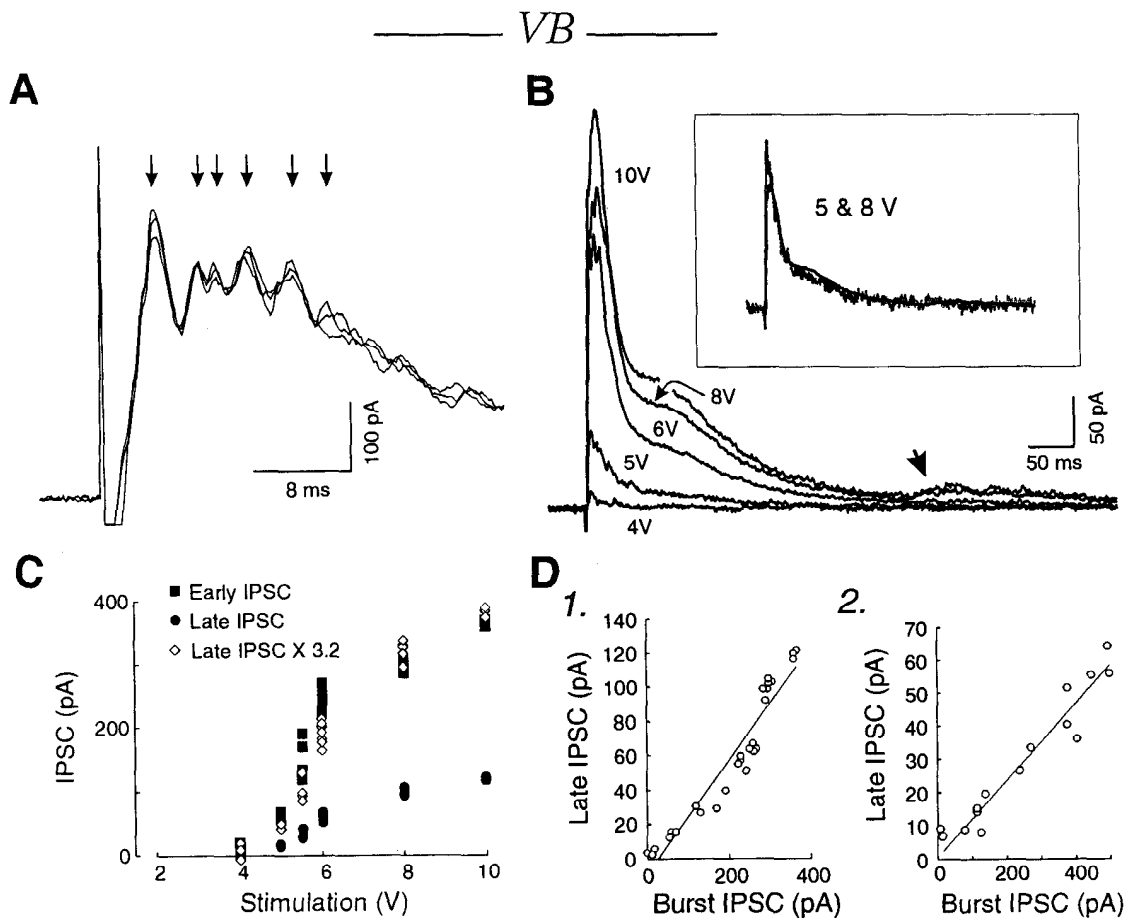 VB
A
100 pA
8 ms
B
10V
8V
6V
5V
4V
5 & 8 V
50 pA
50 ms
C
■ Early IPSC
● Late IPSC
◇ Late IPSC X 3.2
400
200
0
IPSC (pA)
2 4 6 8 10
Stimulation (V)
D
1.
140
120
100
80
60
40
20
0
Late IPSC (pA)
0 200 400
Burst IPSC (pA)
2.
70
60
50
40
30
20
10
0
Late IPSC (pA)
0 200 400
Burst IPSC (pA)